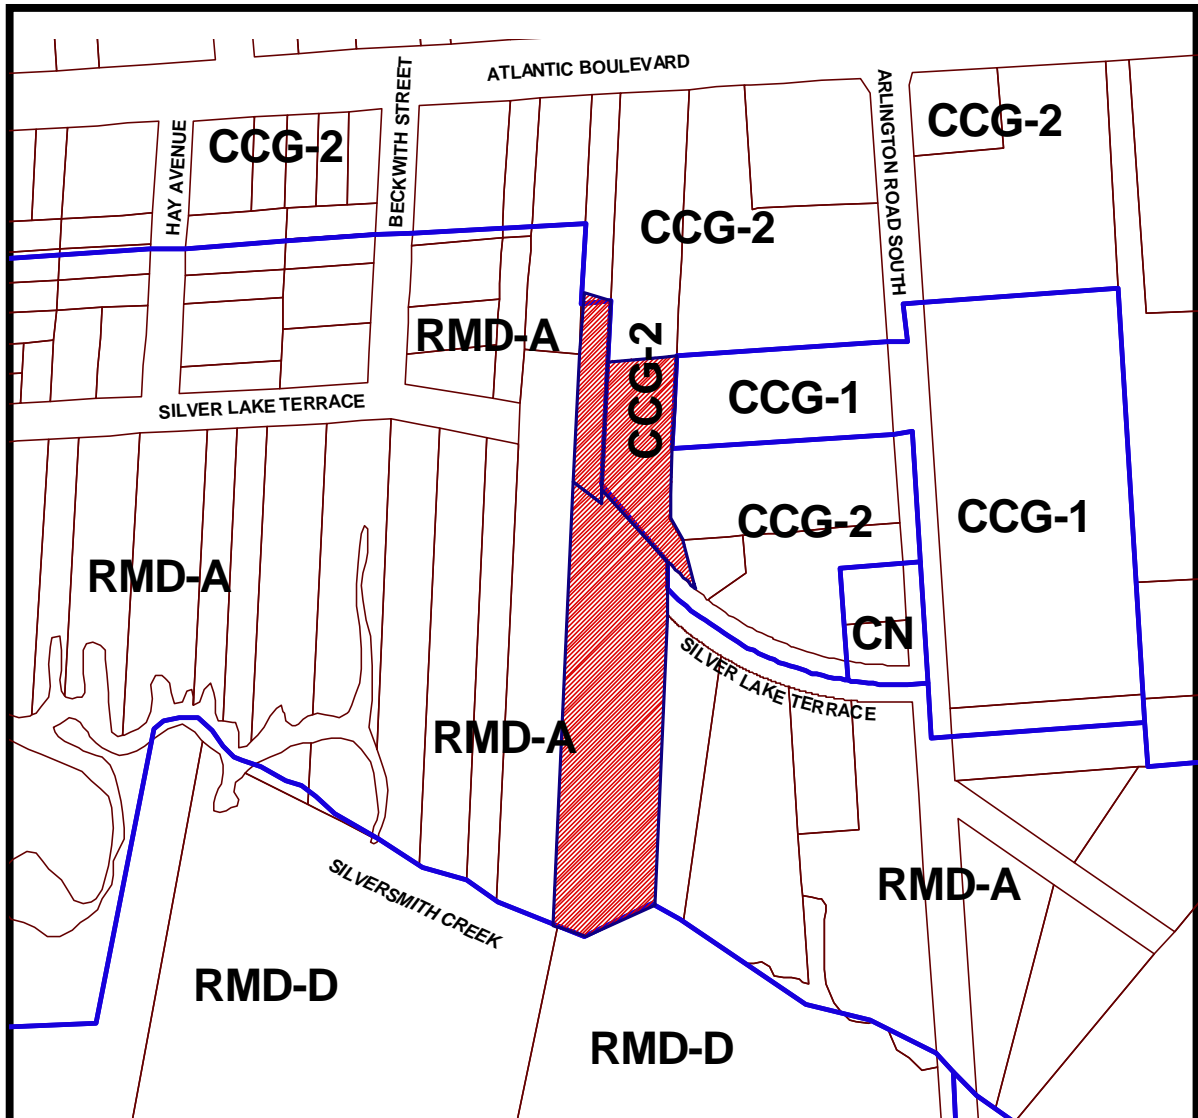 ATLANTIC BOULEVARD
HAY AVENUE
BECKWITH STREET
ARLINGTON ROAD SOUTH
CCG-2
CCG-2
CCG-2
RMD-A
CCG-2
CCG-1
SILVER LAKE TERRACE
CCG-2
CCG-1
RMD-A
CN
SILVER LAKE TERRACE
RMD-A
SILVERSMITH CREEK
RMD-A
RMD-D
RMD-D